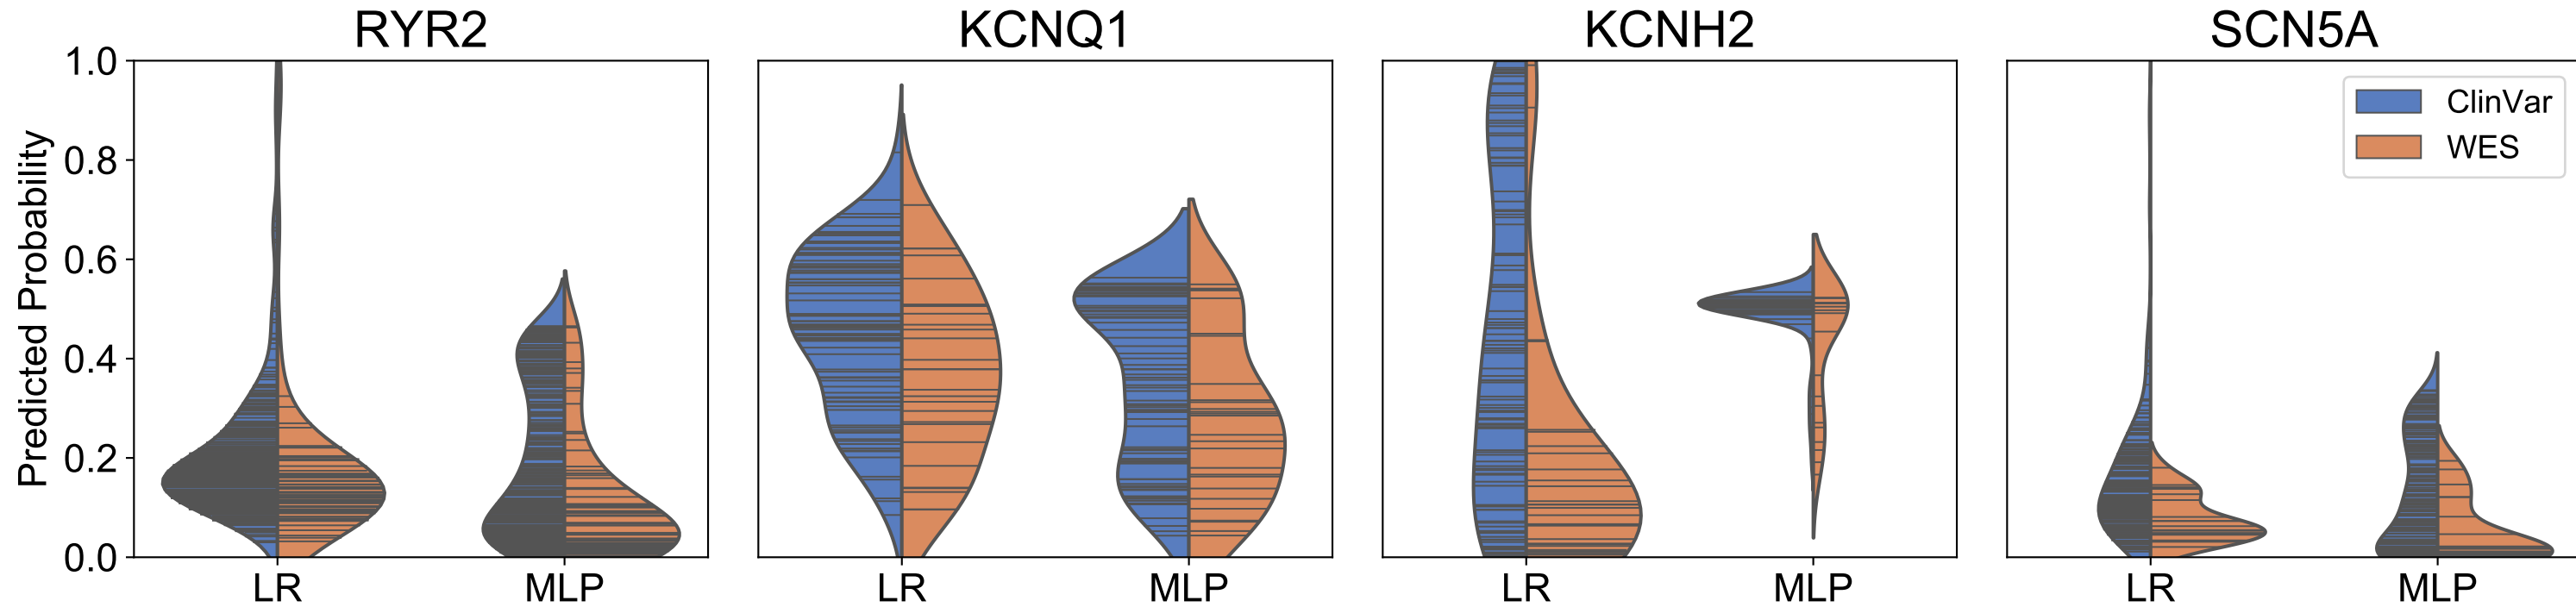 RYR2 KCNQ1 KCNH2 SCN5A
Predicted Probability
1.0
0.8
0.6
0.4
0.2
0.0
ClinVar
WES
LR MLP LR MLP LR MLP LR MLP